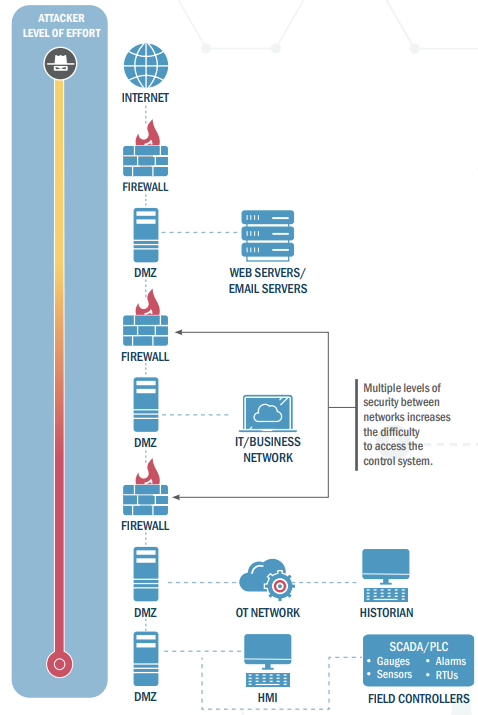 ATTACKER
LEVEL OF EFFORT
INTERNET
FIREWALL
DMZ
WEB SERVERS/
EMAIL SERVERS
FIREWALL
Multiple levels of
security between
networks increases
the difficulty
to access the
control system.
DMZ
IT/BUSINESS
NETWORK
FIREWALL
DMZ
OT NETWORK
HISTORIAN
SCADA/PLC
• Gauges • Alarms
• Sensors • RTUs
DMZ
HMI
FIELD CONTROLLERS